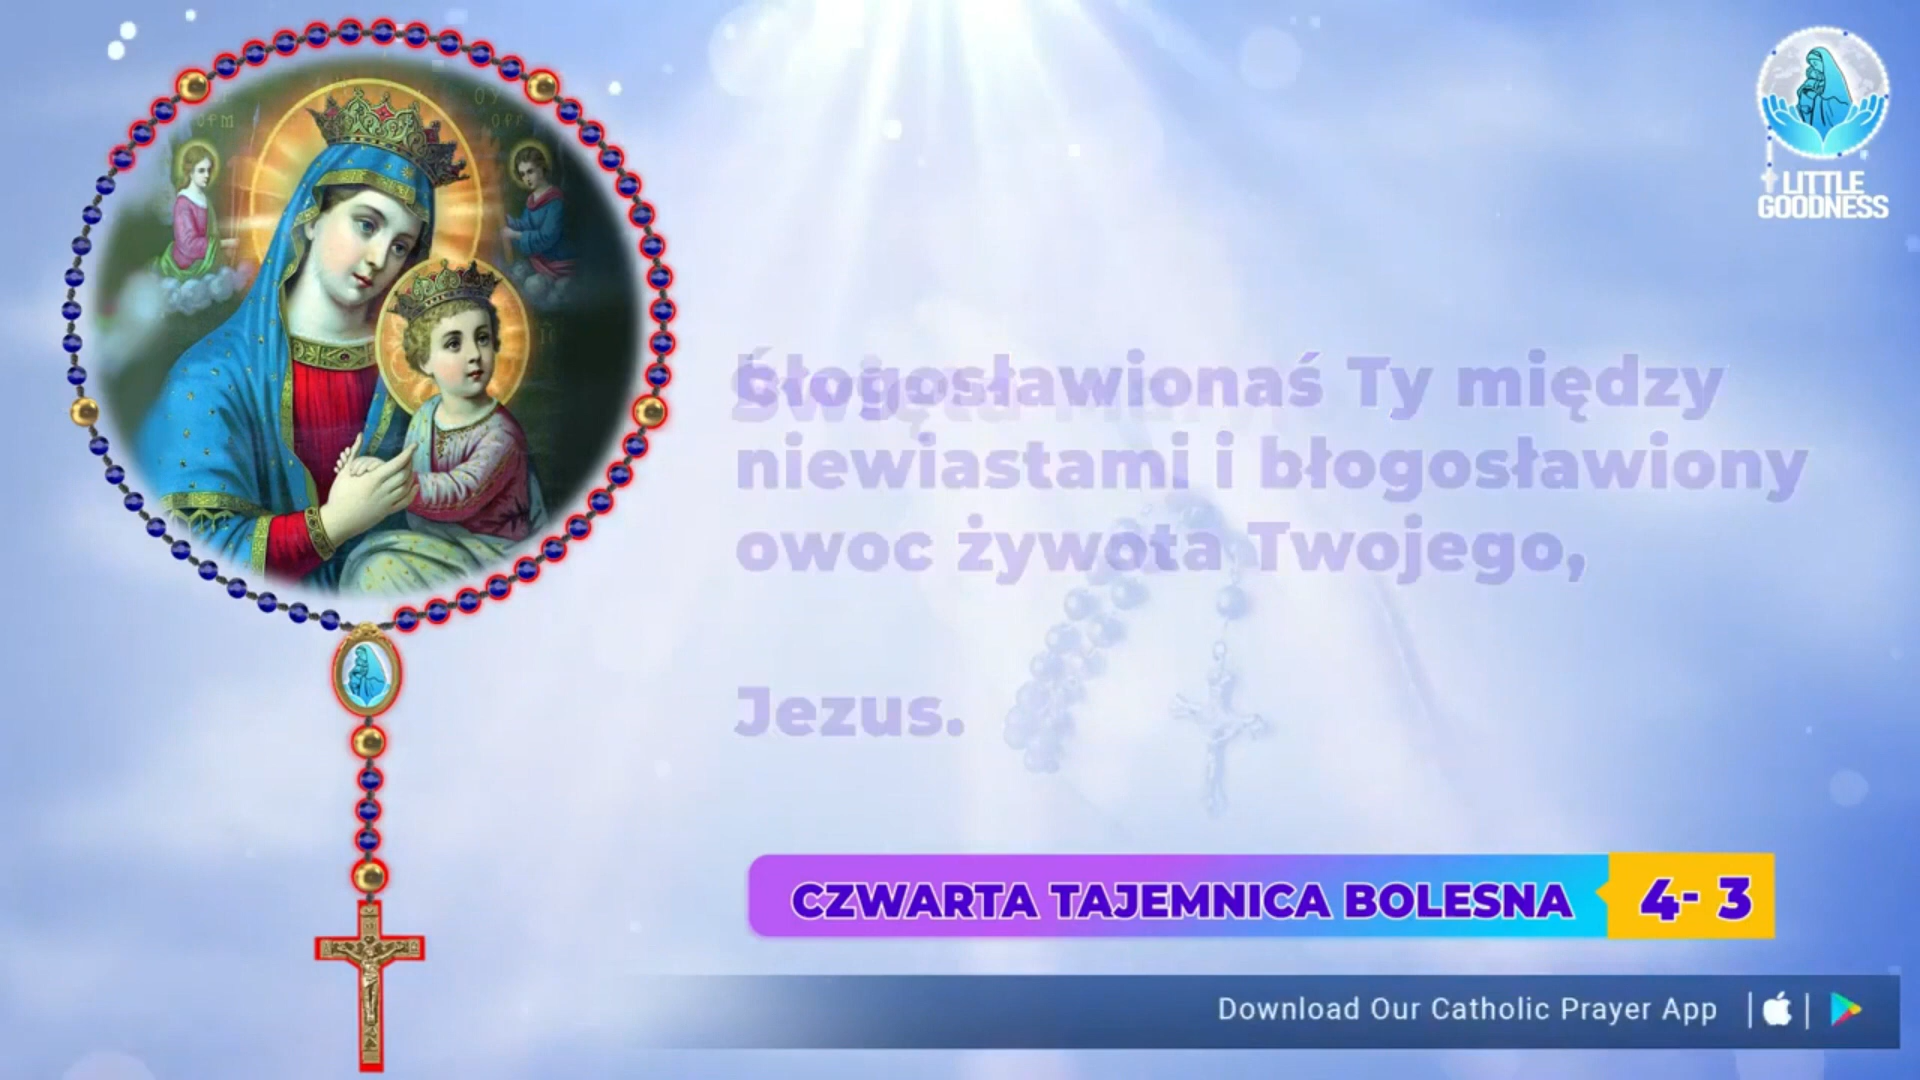 LITTLE
GOODNESS
błogosławionaś Ty między
niewiastami i błogosławiony
owoc żywota Twojego,
Jezus.
CZWARTA TAJEMNICA BOLESNA
4- 3
Download Our Catholic Prayer App